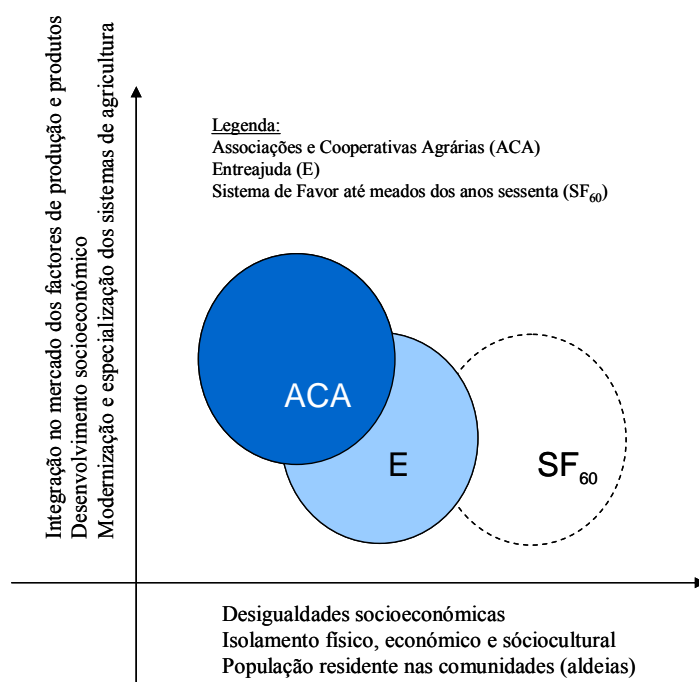 Integração no mercado dos factores de produção e produtos
Desenvolvimento socioeconómico
Modernização e especialização dos sistemas de agricultura
Legenda:
Associações e Cooperativas Agrárias (ACA)
Entreajuda (E)
Sistema de Favor até meados dos anos sessenta (SF60)
ACA
E
SF60
Desigualdades socioeconómicas
Isolamento físico, económico e sóciocultural
População residente nas comunidades (aldeias)